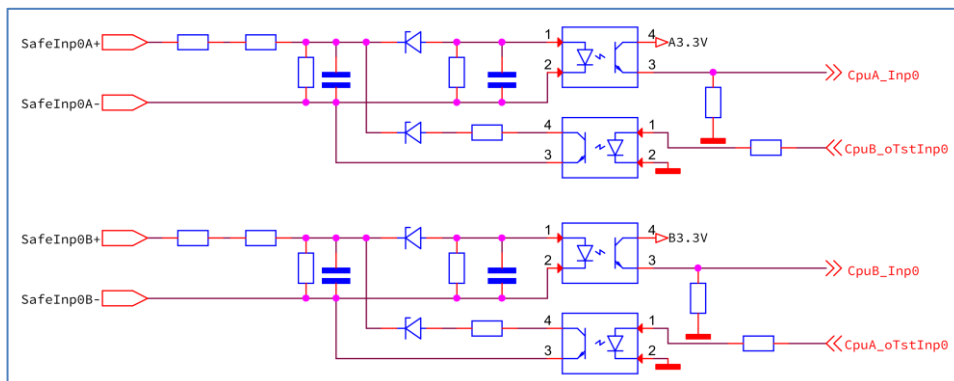 SafeInp0A+
1
4
A3.3V
2
3
CpuA_Inp0
SafeInp0A-
4
1
3
2
CpuB_oTstInp0
SafeInp0B+
1
4
B3.3V
2
3
CpuB_Inp0
SafeInp0B-
4
1
3
2
CpuA_oTstInp0